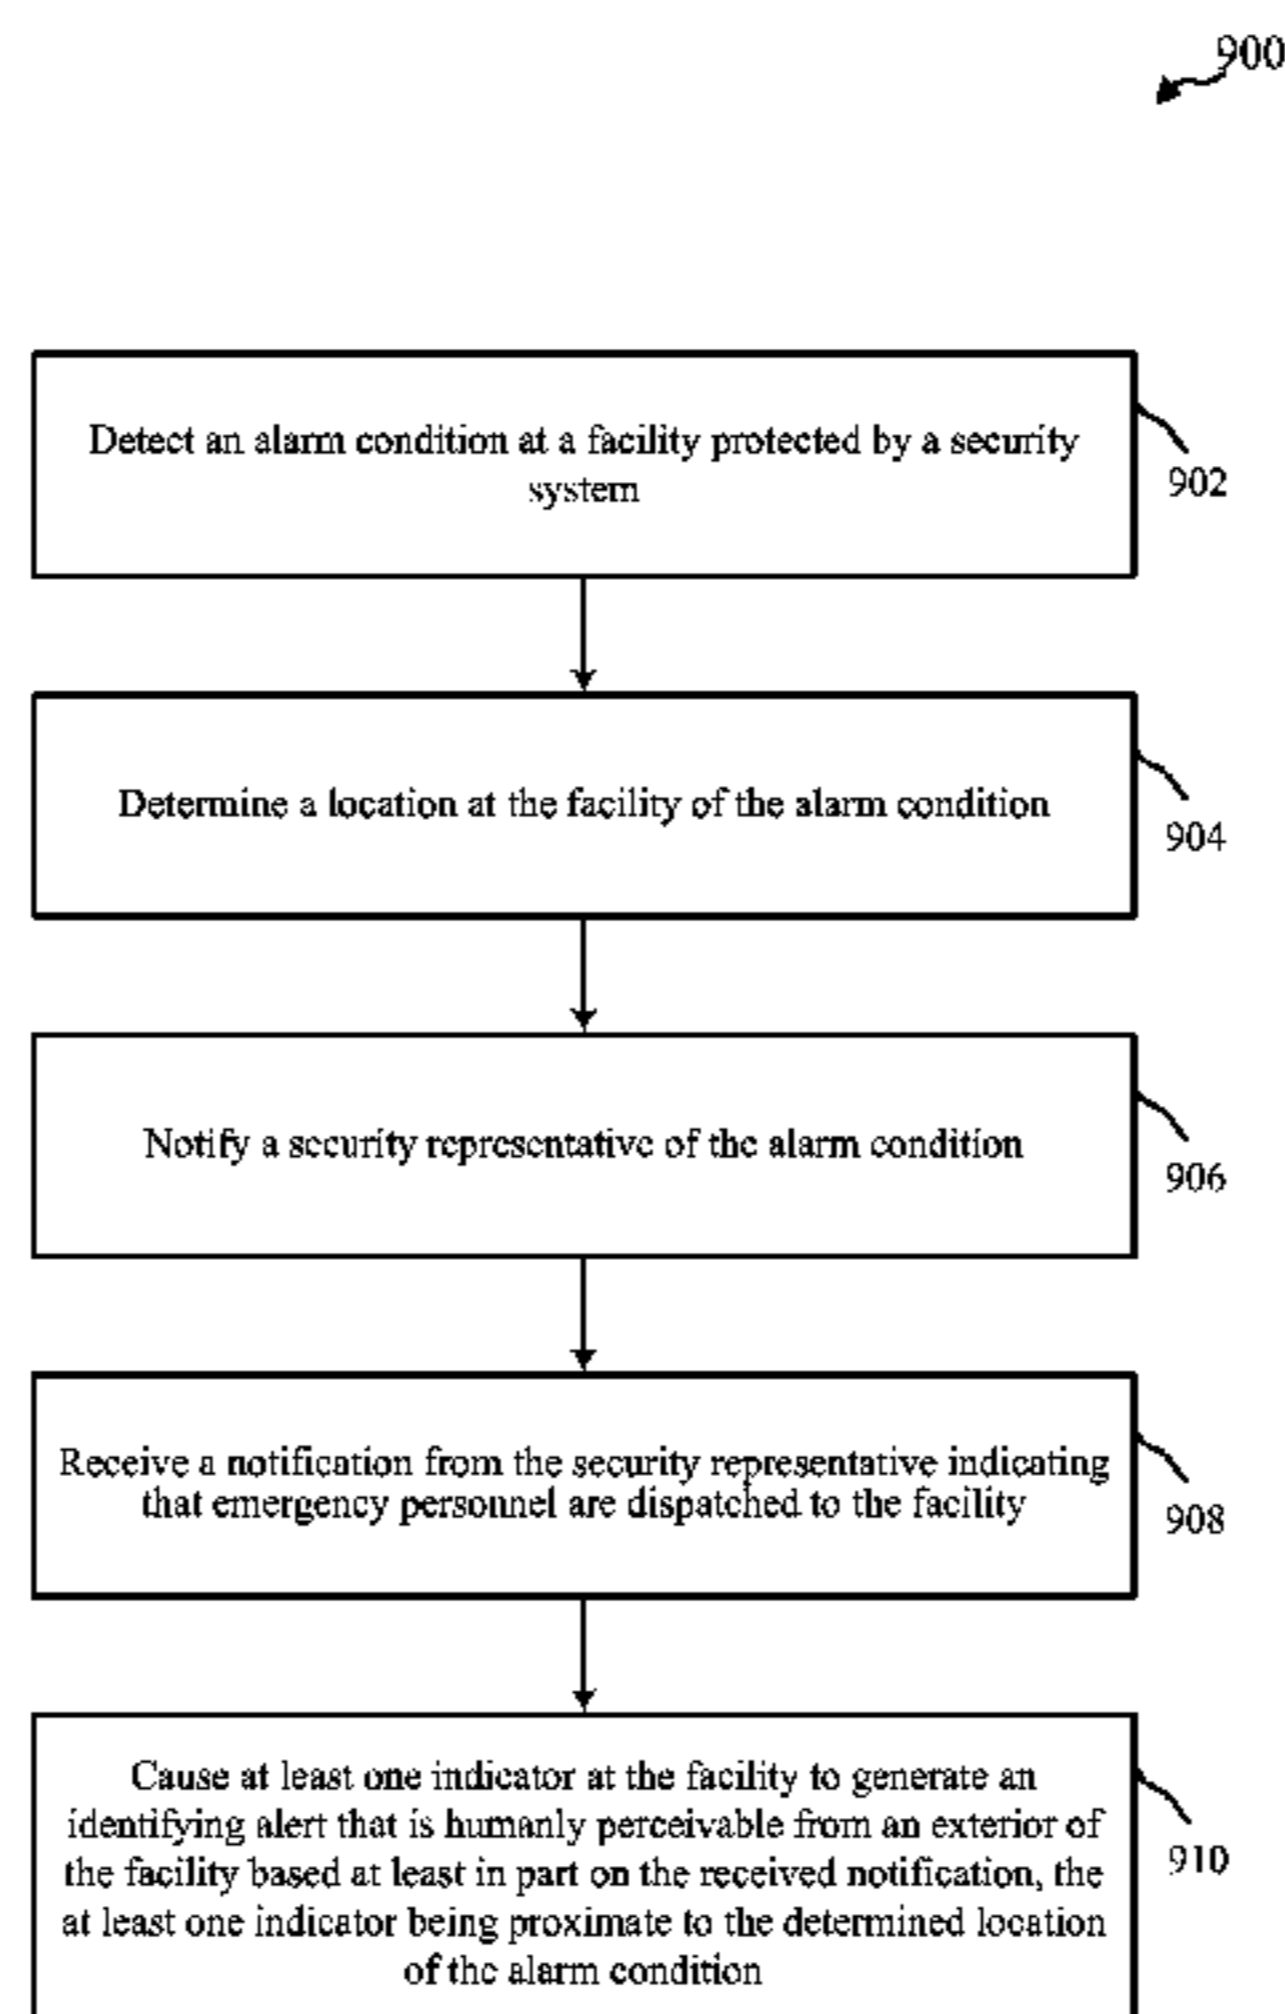 900
Detect an alarm condition at a facility protected by a security
system
902
Determine a location at the facility of the alarm condition
904
Notify a security representative of the alarm condition
906
Receive a notification from the security representative indicating
that emergency personnel are dispatched to the facility
908
Cause at least one indicator at the facility to generate an
identifying alert that is humanly perceivable from an exterior of
the facility based at least in part on the received notification, the
at least one indicator being proximate to the determined location
of the alarm condition
910